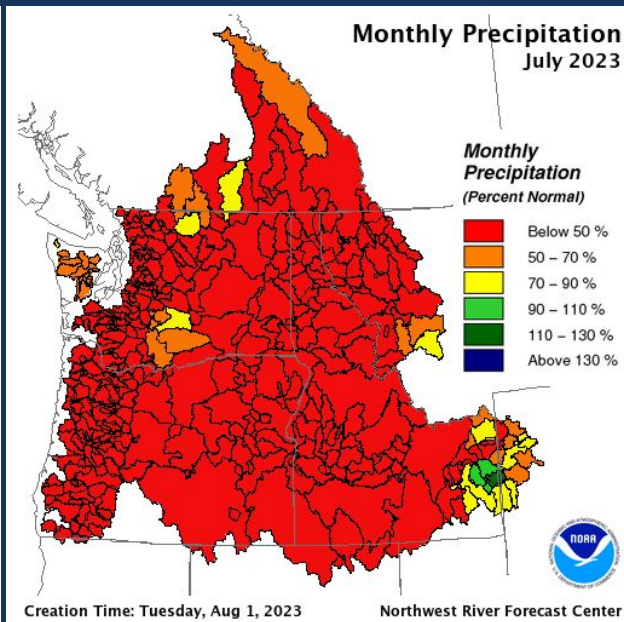 Monthly Precipitation
July 2023
Monthly
Precipitation
(Percent Normal)
Below 50 %
50 - 70 %
70 - 90 %
90 - 110 %
110 - 130 %
Above 130 %
NOAA
Creation Time: Tuesday, Aug 1, 2023
Northwest River Forecast Center